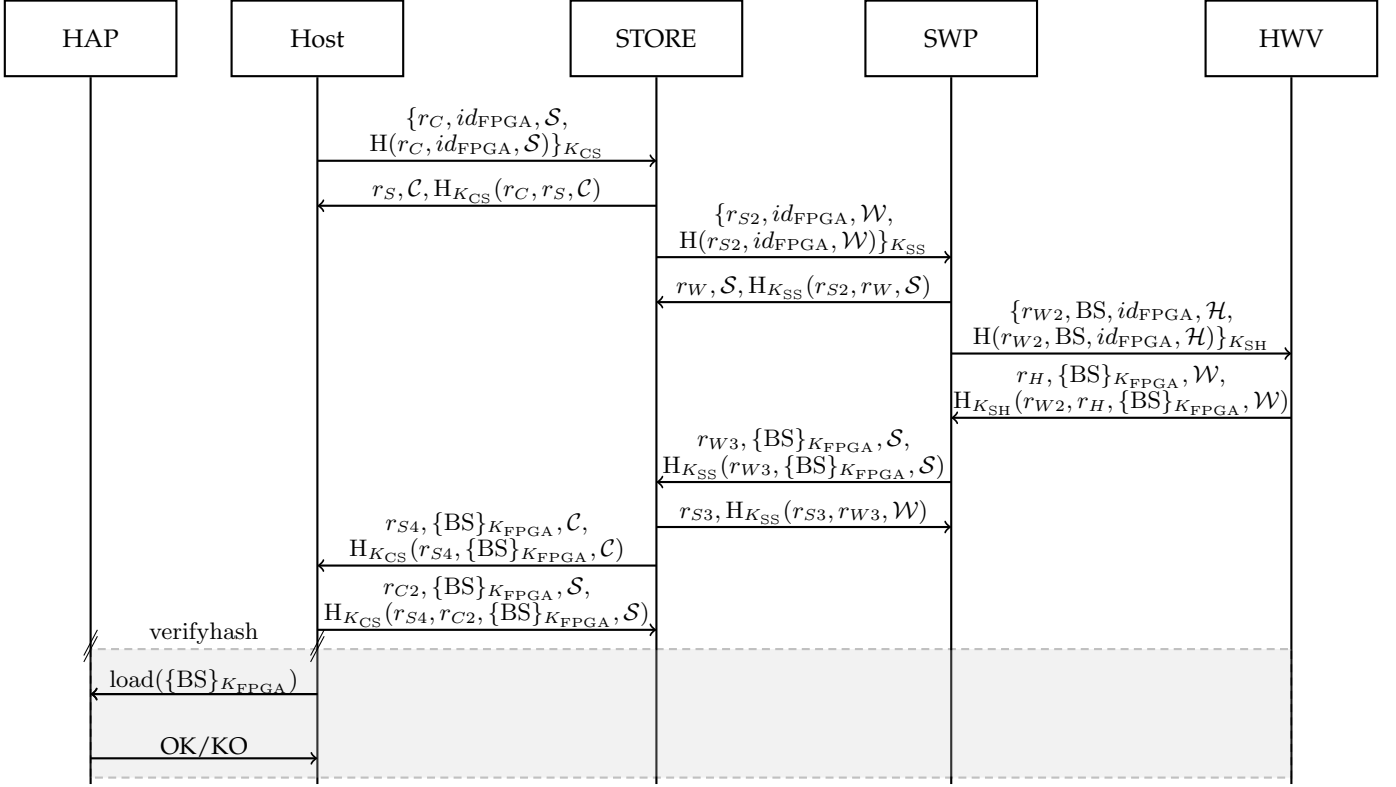 HAP Host STORE SWP HWV
{r_C, id_FPGA, 𝒮,
H(r_C, id_FPGA, 𝒮)}_K_CS
r_S, 𝒞, H_K_CS(r_C, r_S, 𝒞)
{r_S2, id_FPGA, 𝒲,
H(r_S2, id_FPGA, 𝒲)}_K_SS
r_W, 𝒮, H_K_SS(r_S2, r_W, 𝒮)
{r_W2, BS, id_FPGA, ℋ,
H(r_W2, BS, id_FPGA, ℋ)}_K_SH
r_H, {BS}_K_FPGA, 𝒲,
H_K_SH(r_W2, r_H, {BS}_K_FPGA, 𝒲)
r_W3, {BS}_K_FPGA, 𝒮,
H_K_SS(r_W3, {BS}_K_FPGA, 𝒮)
r_S3, H_K_SS(r_S3, r_W3, 𝒲)
r_S4, {BS}_K_FPGA, 𝒞,
H_K_CS(r_S4, {BS}_K_FPGA, 𝒞)
r_C2, {BS}_K_FPGA, 𝒮,
H_K_CS(r_S4, r_C2, {BS}_K_FPGA, 𝒮)
verifyhash
load({BS}_K_FPGA)
OK/KO